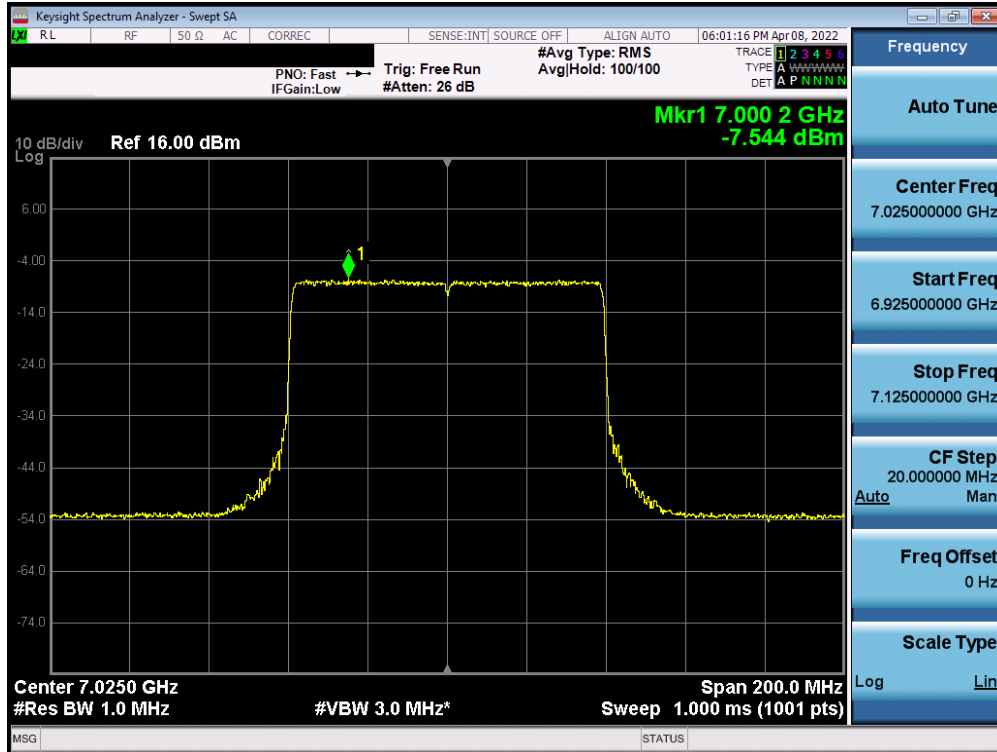 Keysight Spectrum Analyzer - Swept SA
LXI RL RF 50 Ω AC CORREC SENSE:INT SOURCE OFF ALIGN AUTO 06:01:16 PM Apr 08, 2022
PNO: Fast
IFGain:Low
Trig: Free Run
#Atten: 26 dB
#Avg Type: RMS
Avg|Hold: 100/100
TRACE 1 2 3 4 5 6
TYPE A WWWWW
DET A P N N N N
Mkr1 7.000 2 GHz
-7.544 dBm
10 dB/div Ref 16.00 dBm
Log
6.00
-4.00
1
-14.0
-24.0
-34.0
-44.0
-54.0
-64.0
-74.0
Center 7.0250 GHz Span 200.0 MHz
#Res BW 1.0 MHz #VBW 3.0 MHz* Sweep 1.000 ms (1001 pts)
MSG STATUS
Frequency
Auto Tune
Center Freq
7.025000000 GHz
Start Freq
6.925000000 GHz
Stop Freq
7.125000000 GHz
CF Step
20.000000 MHz
Auto Man
Freq Offset
0 Hz
Scale Type
Log Lin